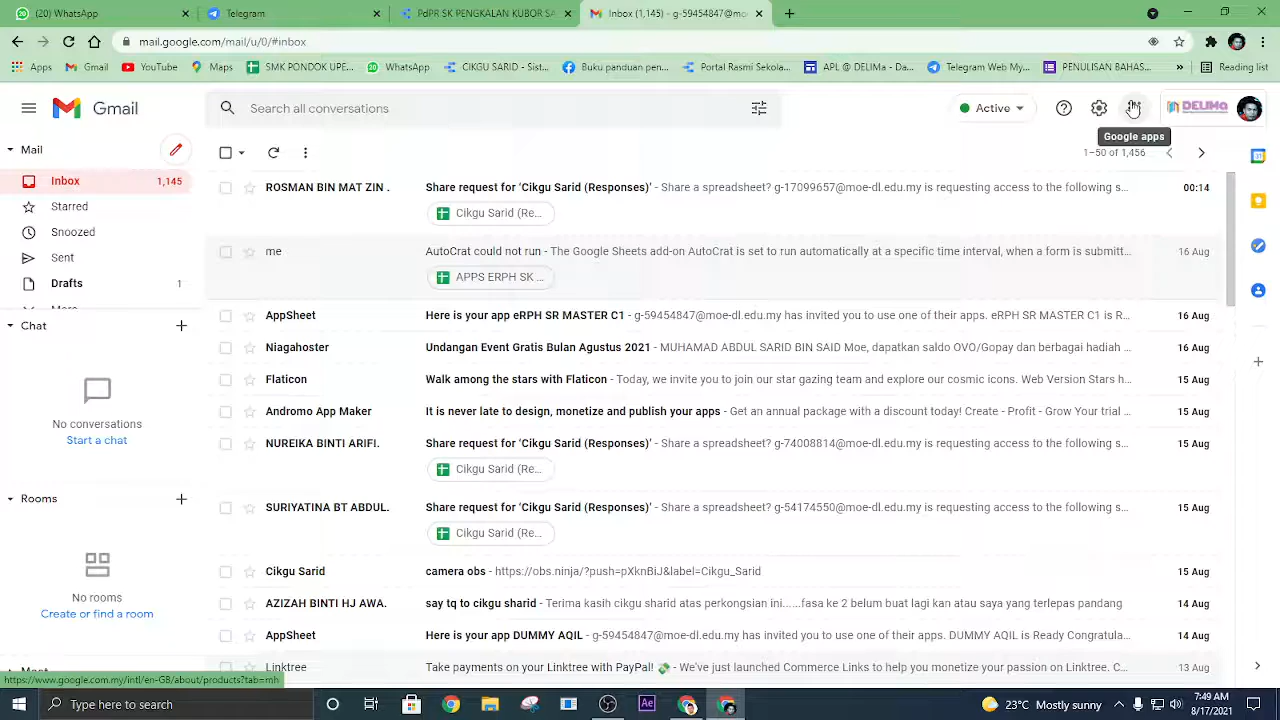 (20) WhatsApp
Telegram
PdPR SK PENGKALAN KUBOR SA
Inbox (1,145) - g-59454847@mo
mail.google.com/mail/u/0/#inbox
Apps
Gmail
YouTube
Maps
SMK PONDOK UPE...
WhatsApp
CIKGU SARID - Sist...
Buku panduan pen...
Portal Rasmi Sekola...
APL @ DELIMa - Da...
Telegram Web My...
PENULISAN BAHAS...
»
Reading list
Gmail
Search all conversations
Active
DELIMa
Google apps
Mail
1–50 of 1,456
Inbox 1,145
Starred
Snoozed
Sent
Drafts 1
Chat
No conversations
Start a chat
Rooms
No rooms
Create or find a room
ROSMAN BIN MAT ZIN . Share request for ‘Cikgu Sarid (Responses)’ - Share a spreadsheet? g-17099657@moe-dl.edu.my is requesting access to the following s... 00:14
Cikgu Sarid (Re...
me AutoCrat could not run - The Google Sheets add-on AutoCrat is set to run automatically at a specific time interval, when a form is submitt... 16 Aug
APPS ERPH SK ...
AppSheet Here is your app eRPH SR MASTER C1 - g-59454847@moe-dl.edu.my has invited you to use one of their apps. eRPH SR MASTER C1 is R... 16 Aug
Niagahoster Undangan Event Gratis Bulan Agustus 2021 - MUHAMAD ABDUL SARID BIN SAID Moe, dapatkan saldo OVO/Gopay dan berbagai hadiah ... 16 Aug
Flaticon Walk among the stars with Flaticon - Today, we invite you to join our star gazing team and explore our cosmic icons. Web Version Stars h... 15 Aug
Andromo App Maker It is never late to design, monetize and publish your apps - Get an annual package with a discount today! Create - Profit - Grow Your trial ... 15 Aug
NUREIKA BINTI ARIFI. Share request for ‘Cikgu Sarid (Responses)’ - Share a spreadsheet? g-74008814@moe-dl.edu.my is requesting access to the following s... 15 Aug
Cikgu Sarid (Re...
SURIYATINA BT ABDUL. Share request for ‘Cikgu Sarid (Responses)’ - Share a spreadsheet? g-54174550@moe-dl.edu.my is requesting access to the following s... 15 Aug
Cikgu Sarid (Re...
Cikgu Sarid camera obs - https://obs.ninja/?push=pXknBiJ&label=Cikgu_Sarid 15 Aug
AZIZAH BINTI HJ AWA. say tq to cikgu sharid - Terima kasih cikgu sharid atas perkongsian ini......fasa ke 2 belum buat lagi kan atau saya yang terlepas pandang 14 Aug
AppSheet Here is your app DUMMY AQIL - g-59454847@moe-dl.edu.my has invited you to use one of their apps. DUMMY AQIL is Ready Congratula... 14 Aug
Linktree Take payments on your Linktree with PayPal! 💸 - We've just launched Commerce Links to help you monetize your passion on Linktree. C... 13 Aug
https://www.google.com.my/intl/en-GB/about/products?tab=mh
Type here to search
Ae
23°C Mostly sunny
7:49 AM
8/17/2021